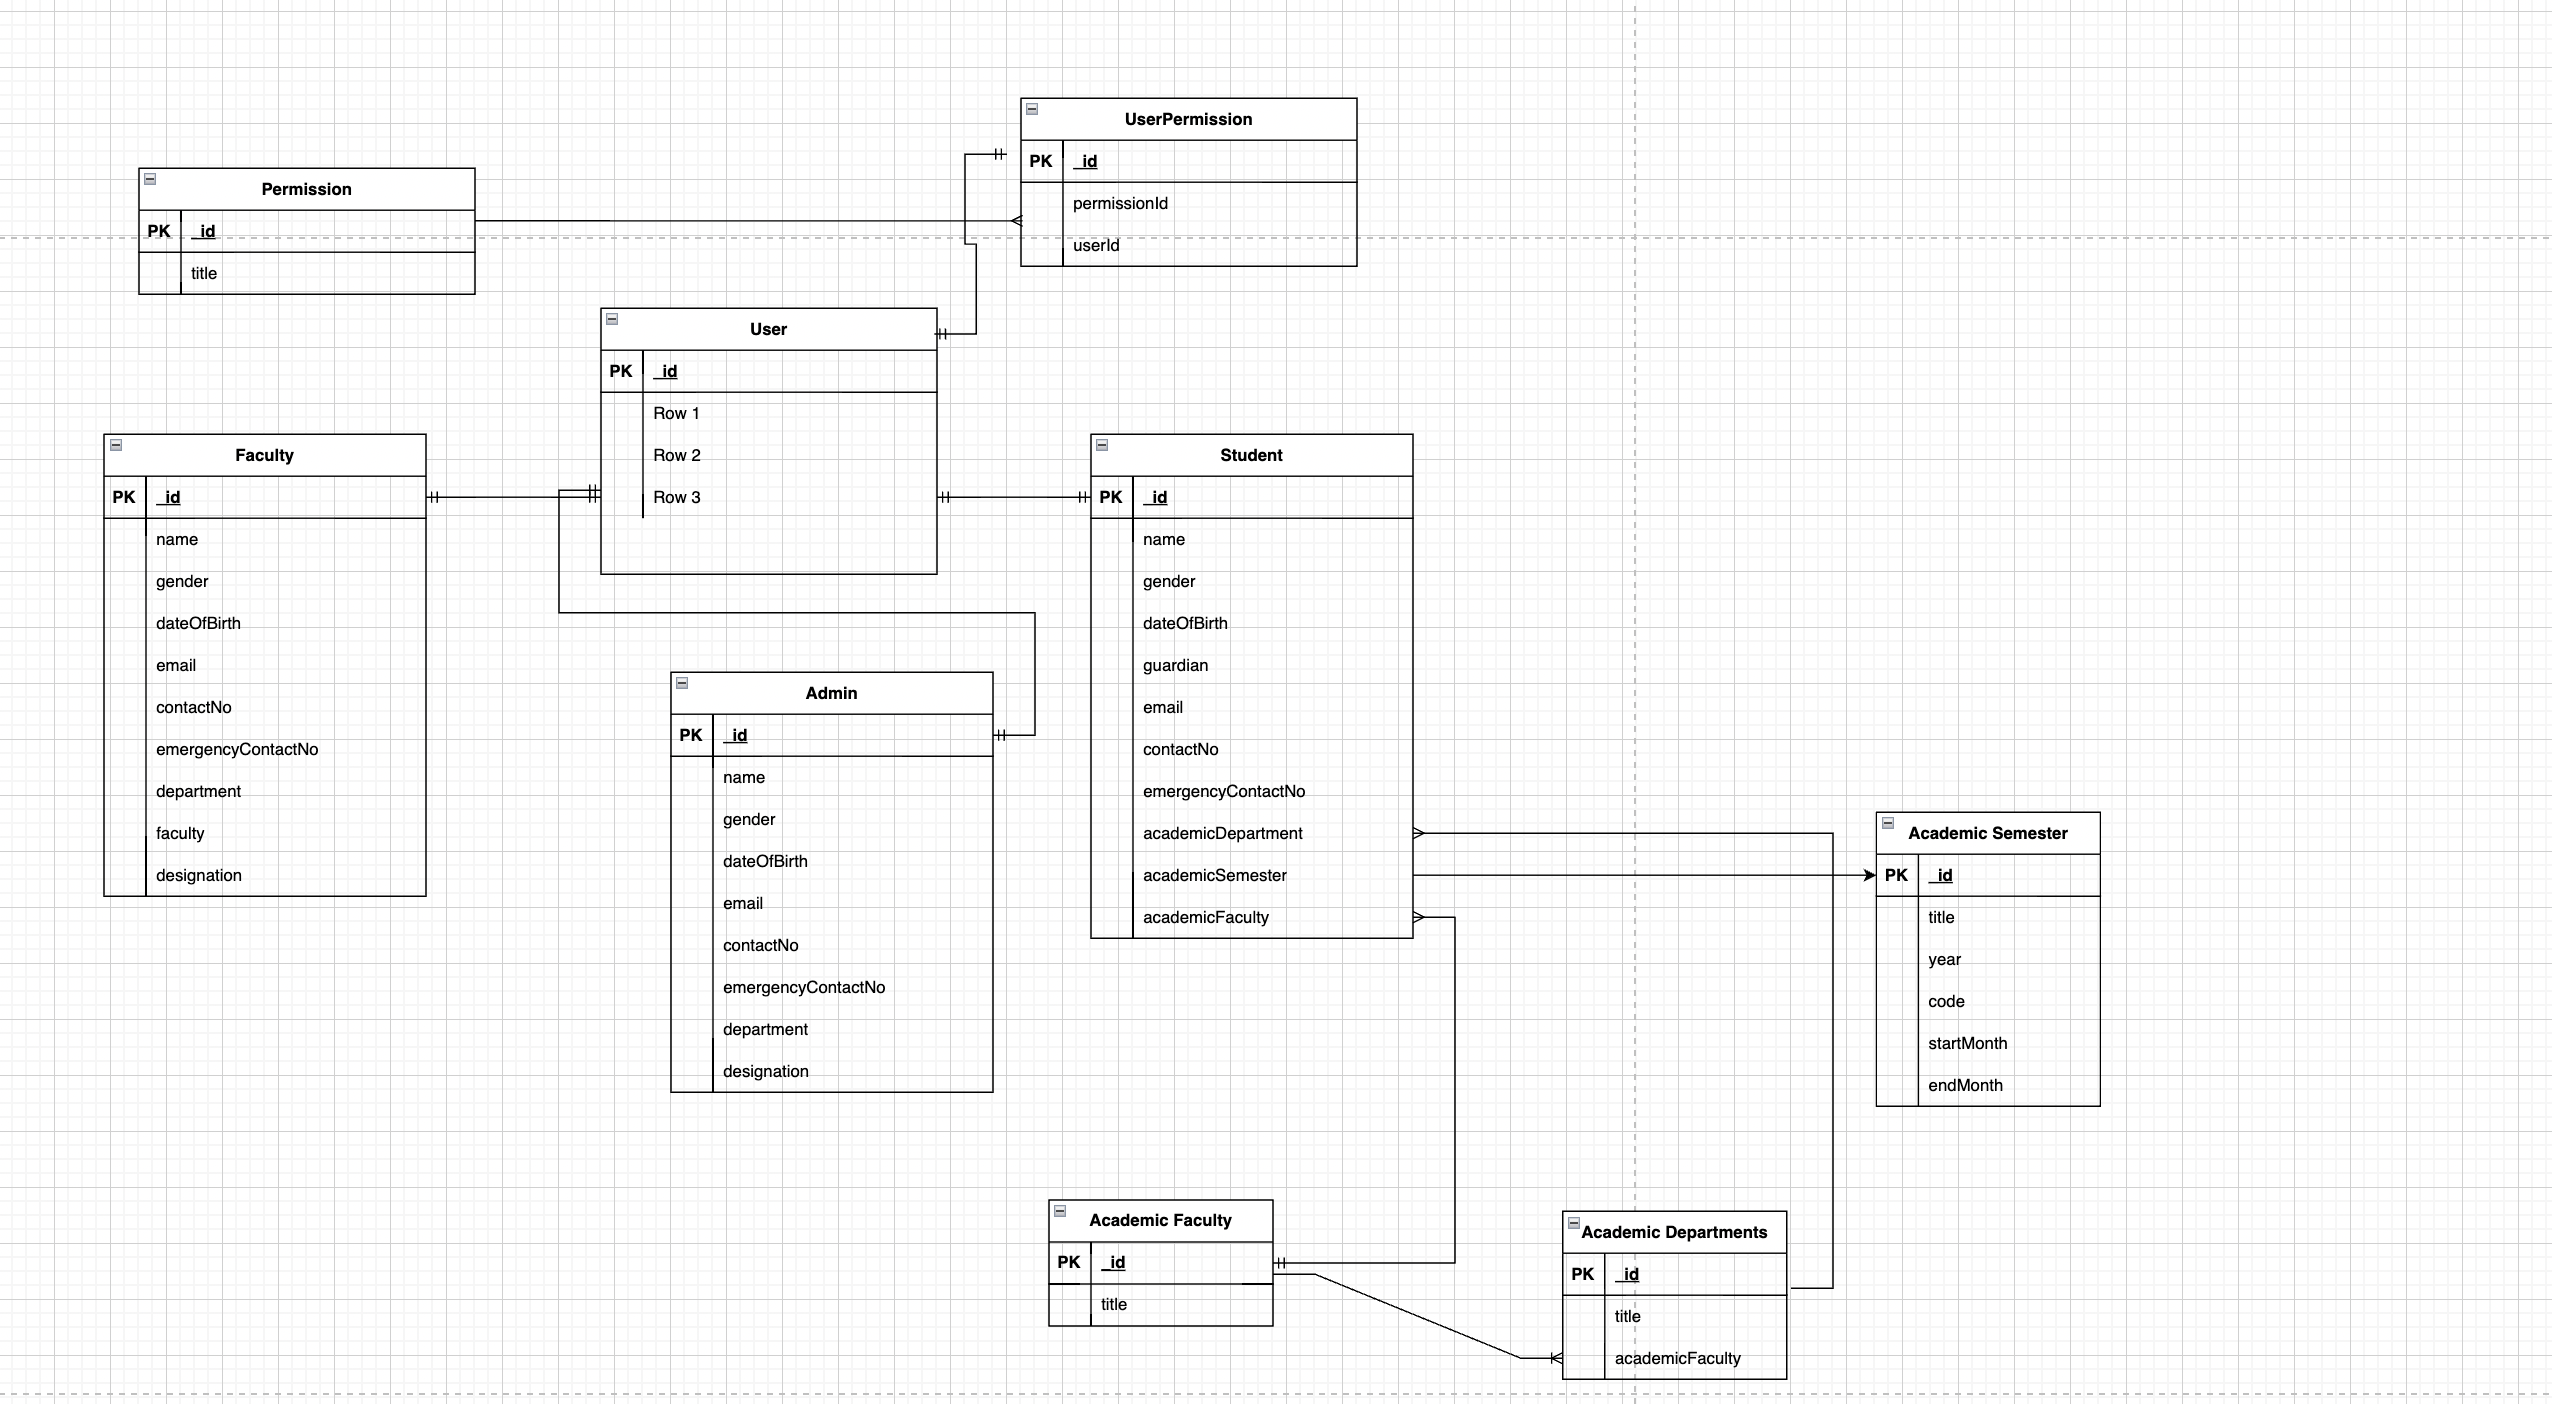 UserPermission
PK _id
permissionId
userId
Permission
PK _id
title
User
PK _id
Row 1
Row 2
Row 3
Faculty
PK _id
name
gender
dateOfBirth
email
contactNo
emergencyContactNo
department
faculty
designation
Student
PK _id
name
gender
dateOfBirth
guardian
email
contactNo
emergencyContactNo
academicDepartment
academicSemester
academicFaculty
Admin
PK _id
name
gender
dateOfBirth
email
contactNo
emergencyContactNo
department
designation
Academic Semester
PK _id
title
year
code
startMonth
endMonth
Academic Faculty
PK _id
title
Academic Departments
PK _id
title
academicFaculty